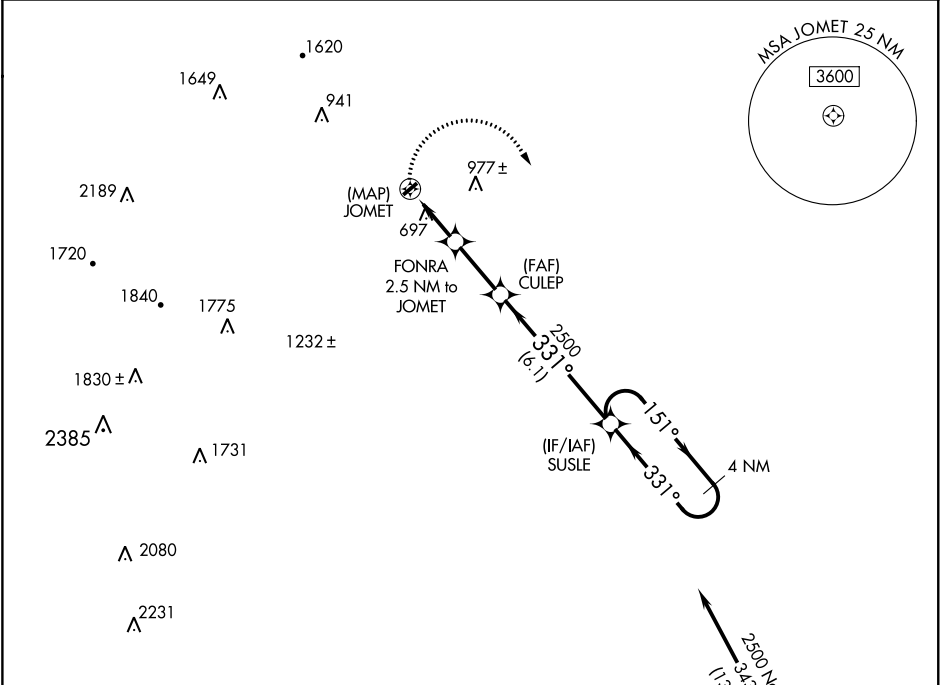 1620
1649
941
MSA JOMET 25 NM
3600
2189
977 ±
(MAP)
JOMET
697
1720
FONRA
2.5 NM to
JOMET
(FAF)
CULEP
1840
1775
1232 ±
2500
331°
(6.1)
1830 ±
2385
1731
(IF/IAF)
SUSLE
151°
331°
4 NM
2080
2231
2500